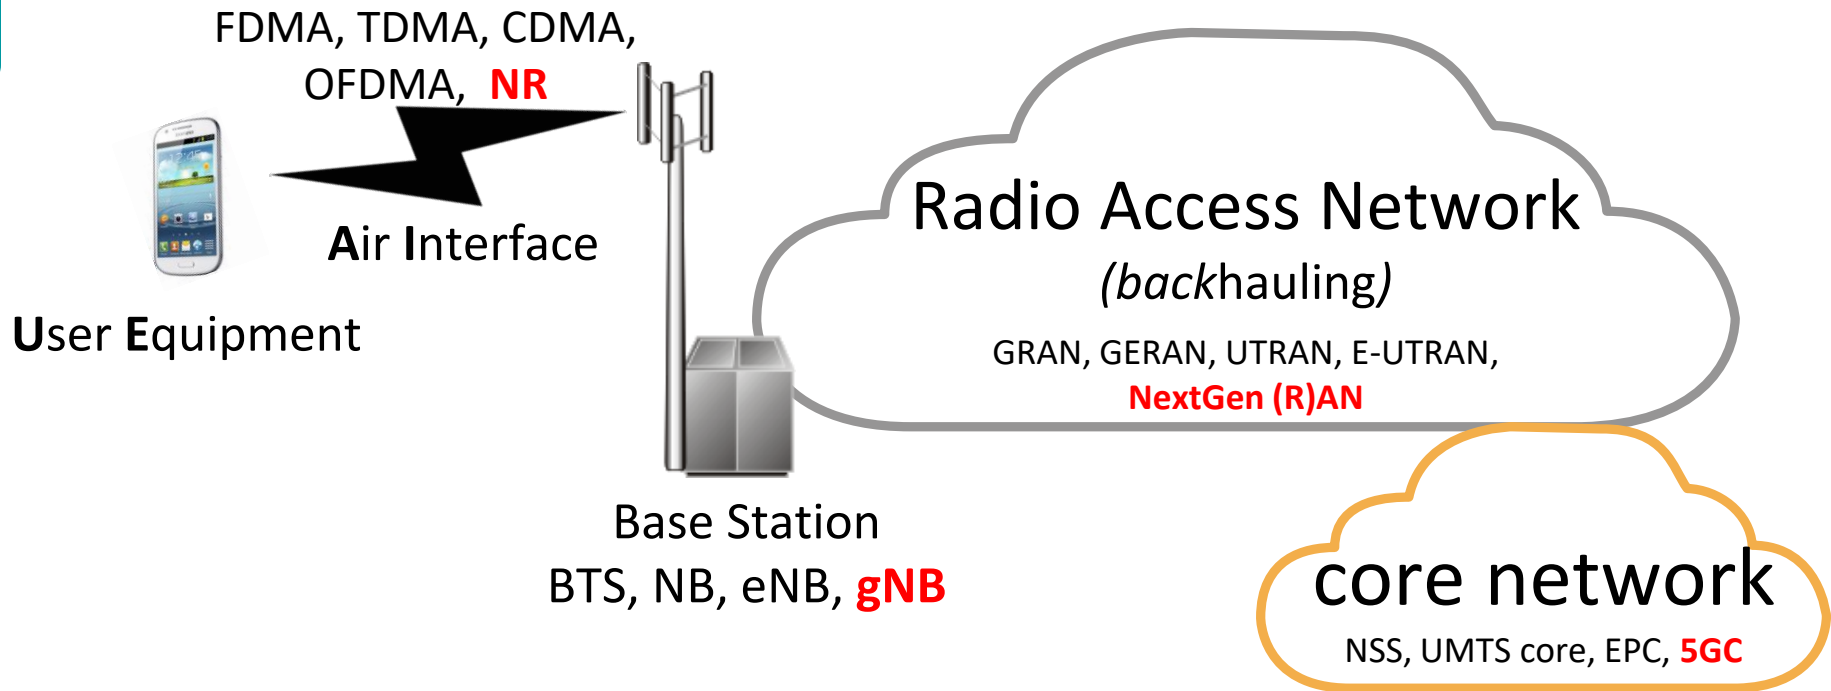 FDMA, TDMA, CDMA,
OFDMA, NR
Air Interface
User Equipment
Radio Access Network
(backhauling)
GRAN, GERAN, UTRAN, E-UTRAN,
NextGen (R)AN
Base Station
BTS, NB, eNB, gNB
core network
NSS, UMTS core, EPC, 5GC